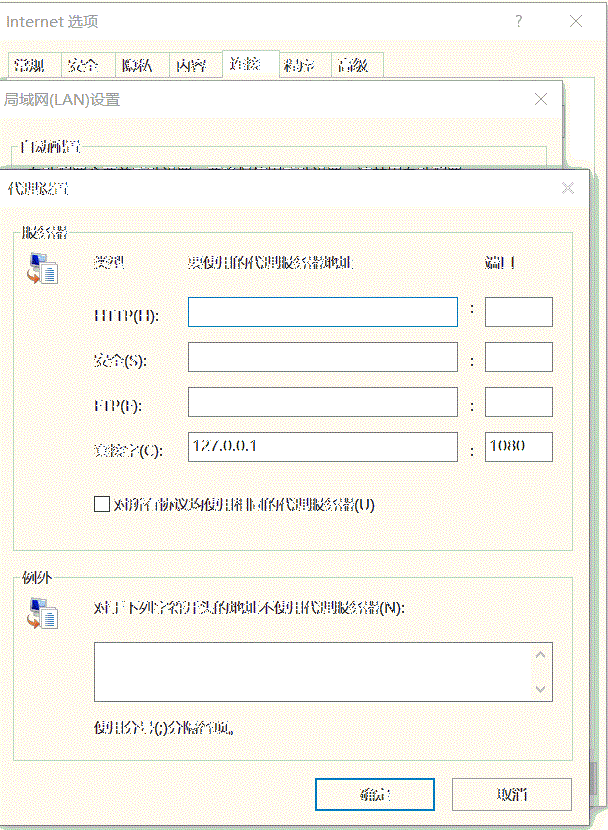 Internet 选项
?
常规 安全 隐私 内容 连接 程序 高级
局域网(LAN)设置
自动配置
代理设置
服务器
类型 要使用的代理服务器地址 端口
HTTP(H): :
安全(S): :
FTP(F): :
套接字(C): 127.0.0.1 : 1080
对所有协议均使用相同的代理服务器(U)
例外
对于下列字符开头的地址不使用代理服务器(N):
使用分号(;)分隔各项。
确定 取消